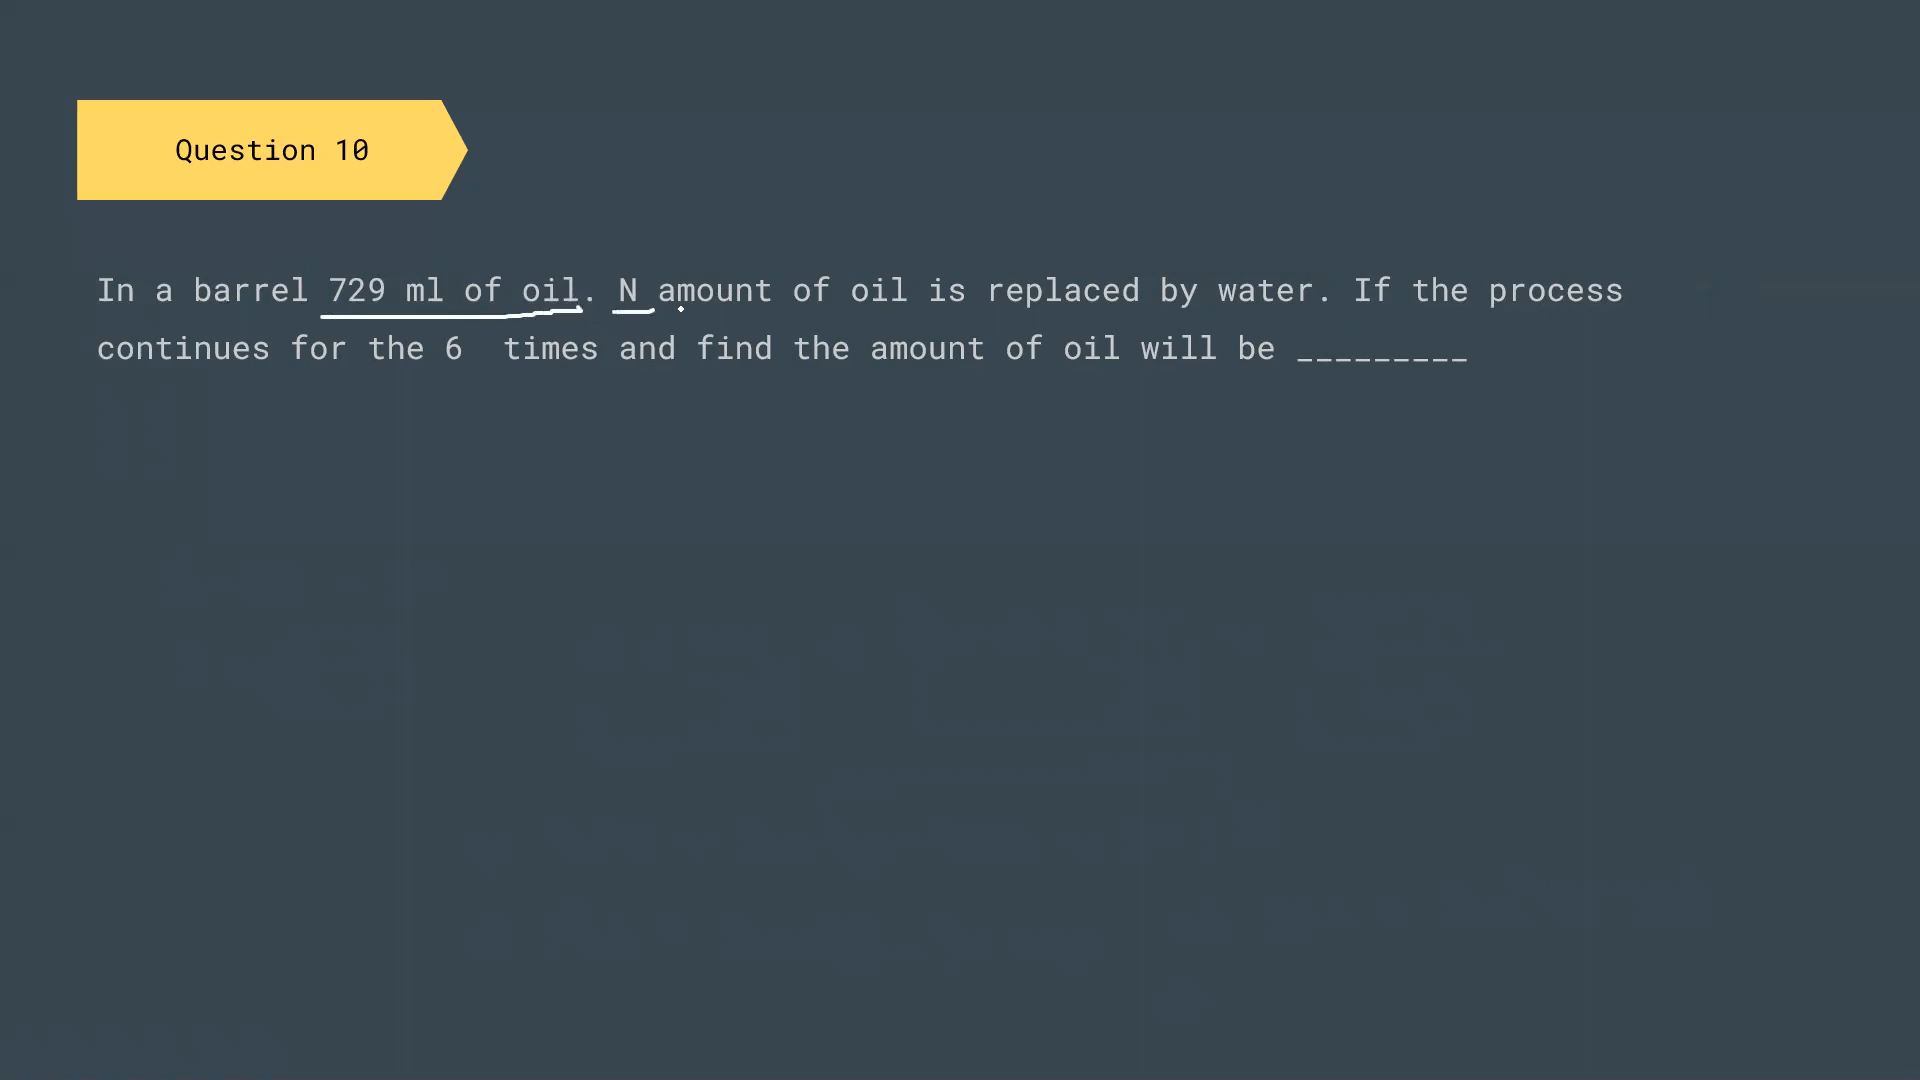 Question 10
In a barrel 729 ml of oil. N amount of oil is replaced by water. If the process
continues for the 6  times and find the amount of oil will be _________